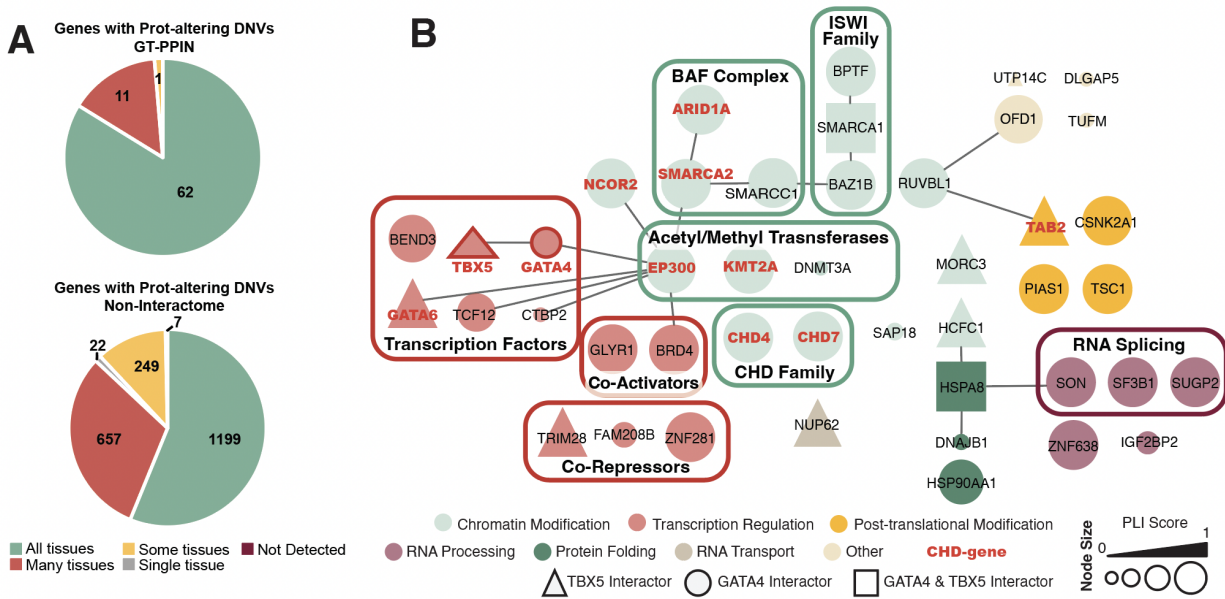 A
Genes with Prot-altering DNVs
GT-PPIN
1
11
62
Genes with Prot-altering DNVs
Non-Interactome
7
22
249
657
1199
All tissues
Some tissues
Not Detected
Many tissues
Single tissue
B
ISWI
Family
BPTF
SMARCA1
BAZ1B
BAF Complex
ARID1A
SMARCA2
SMARCC1
NCOR2
RUVBL1
UTP14C
DLGAP5
OFD1
TUFM
TAB2
CSNK2A1
PIAS1
TSC1
BEND3
TBX5
GATA4
GATA6
TCF12
CTBP2
Transcription Factors
Acetyl/Methyl Trasnsferases
EP300
KMT2A
DNMT3A
MORC3
HCFC1
SAP18
GLYR1
BRD4
Co-Activators
CHD4
CHD7
CHD Family
HSPA8
RNA Splicing
SON
SF3B1
SUGP2
TRIM28
FAM208B
ZNF281
Co-Repressors
NUP62
DNAJB1
HSP90AA1
ZNF638
IGF2BP2
Chromatin Modification
Transcription Regulation
Post-translational Modification
RNA Processing
Protein Folding
RNA Transport
Other
CHD-gene
TBX5 Interactor
GATA4 Interactor
GATA4 & TBX5 Interactor
PLI Score
0
1
Node Size